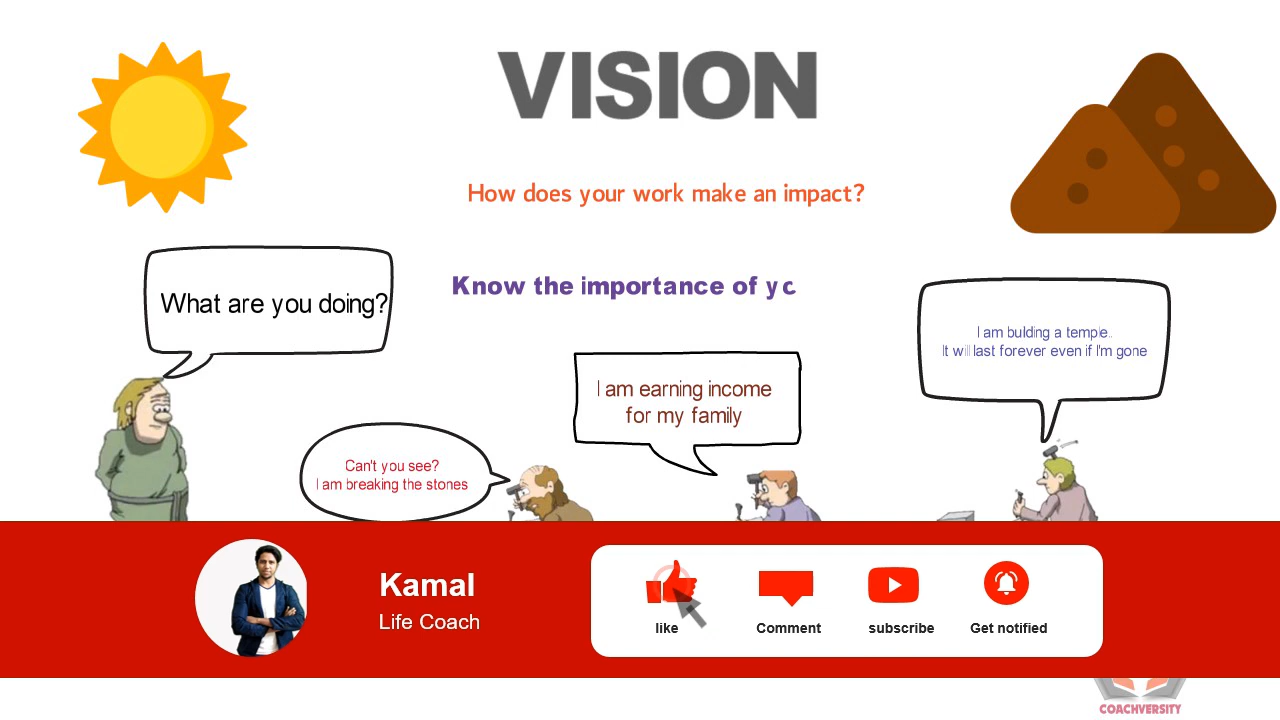 VISION
How does your work make an impact?
Know the importance of yc
What are you doing?
I am bulding a temple..
It will last forever even if I'm gone
I am earning income
for my family
Can't you see?
I am breaking the stones
Kamal
Life Coach
like
Comment
subscribe
Get notified
COACHVERSITY